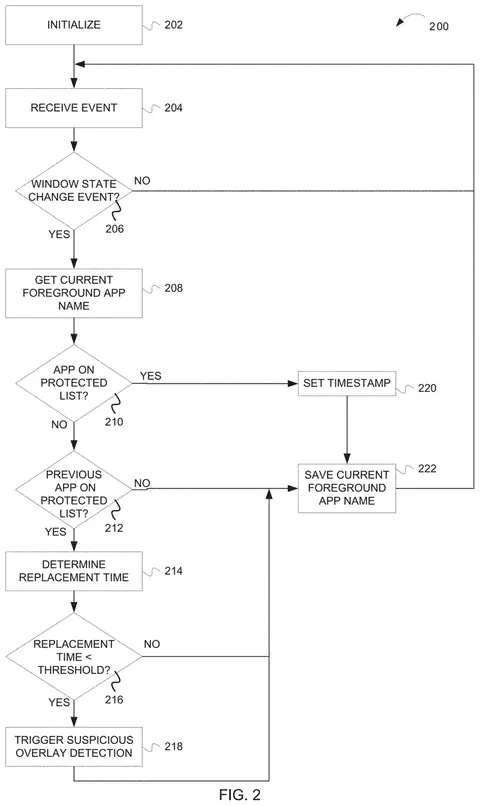 INITIALIZE
202
200
RECEIVE EVENT
204
WINDOW STATE
CHANGE EVENT?
NO
206
YES
GET CURRENT
FOREGROUND APP
NAME
208
APP ON
PROTECTED
LIST?
YES
210
NO
SET TIMESTAMP
220
PREVIOUS
APP ON
PROTECTED
LIST?
NO
212
YES
SAVE CURRENT
FOREGROUND
APP NAME
222
DETERMINE
REPLACEMENT TIME
214
REPLACEMENT
TIME <
THRESHOLD?
NO
216
YES
TRIGGER SUSPICIOUS
OVERLAY DETECTION
218
FIG. 2